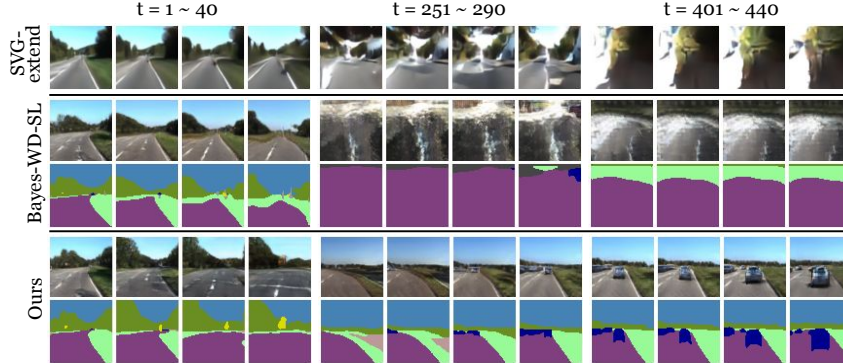 t = 1 ~ 40
t = 251 ~ 290
t = 401 ~ 440
SVG-
extend
Bayes-WD-SL
Ours